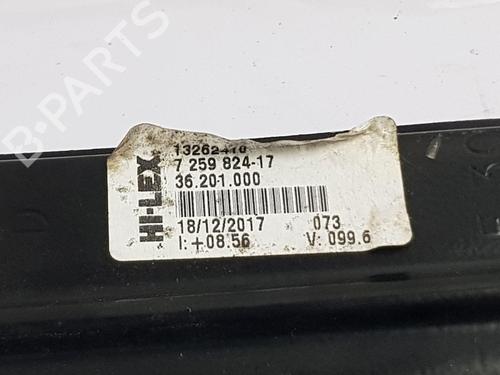 B-PARTS
HI-LEX
7 259 824-17
36.201.000
18/12/2017 073
I: +08.56 V: 099.6